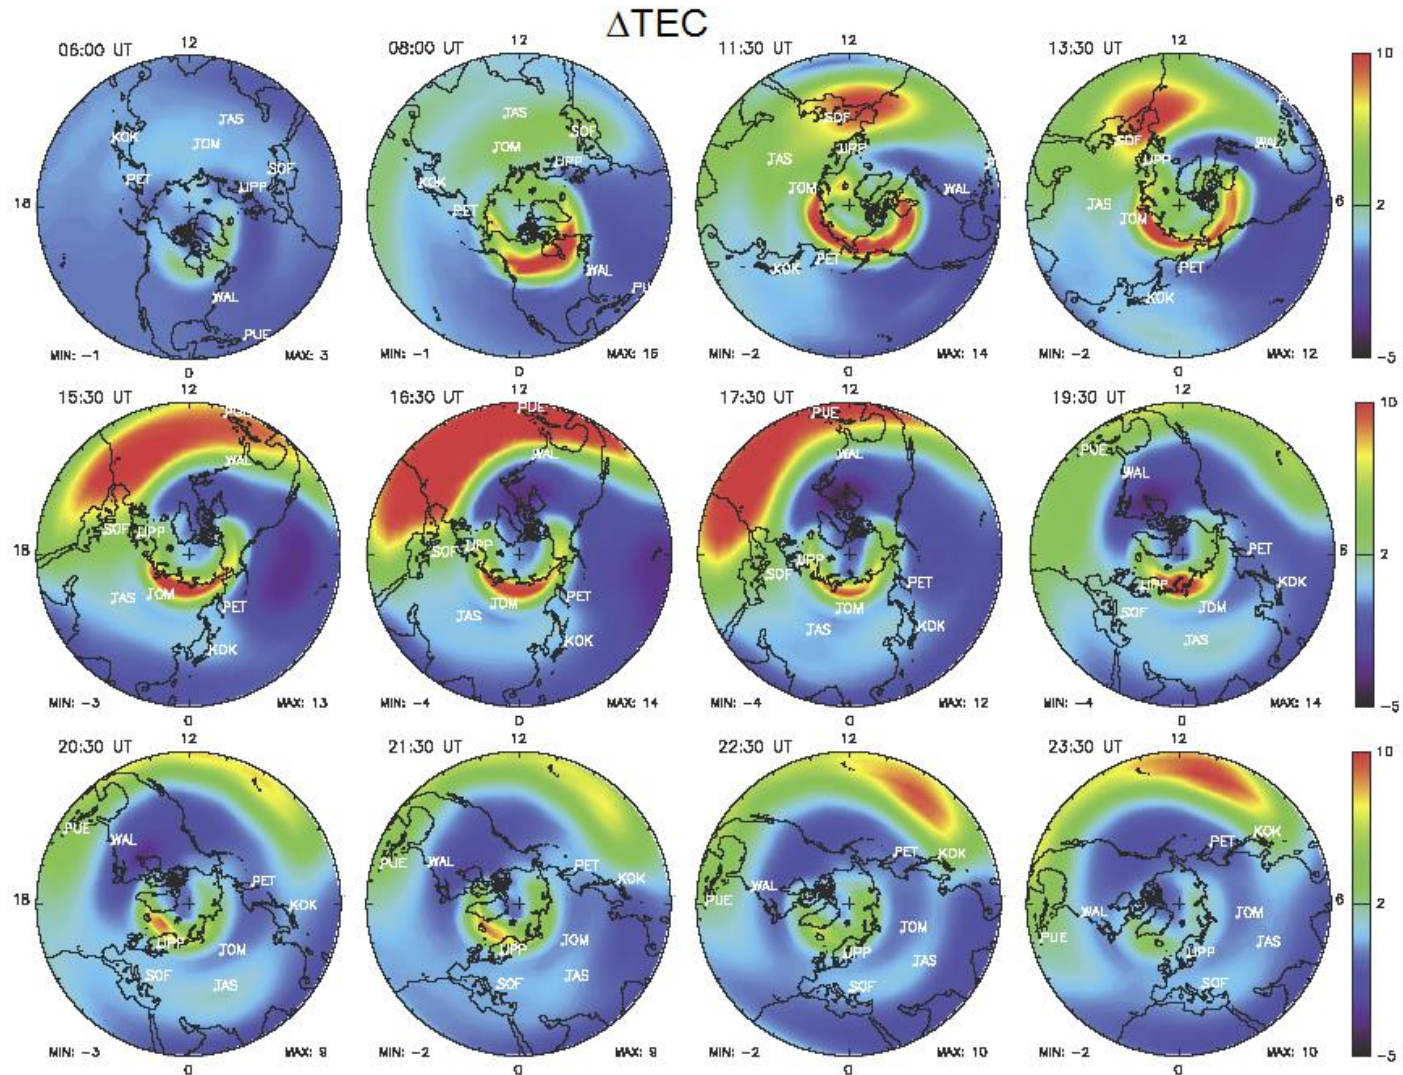 ΔTEC
06:00 UT
12
08:00 UT
12
11:30 UT
12
13:30 UT
12
10
KOK
JAS
JOM
PET
UPP
SOF
WAL
PUE
18
JAS
SOF
JOM
UPP
KOK
PET
WAL
SOF
UPP
JAS
JOM
WAL
KOK
PET
SOF
UPP
WAL
JAS
JOM
PET
KOK
6
2
MIN: -1
MAX: 3
0
MIN: -1
MAX: 15
MIN: -2
MAX: 14
MIN: -2
MAX: 12
-5
15:30 UT
12
16:30 UT
12
17:30 UT
12
19:30 UT
12
10
WAL
SOF
UPP
JAS
JOM
PET
KOK
18
PUE
WAL
UPP
SOF
JOM
PET
JAS
KOK
PUE
WAL
UPP
SOF
PET
JOM
JAS
KOK
PUE
WAL
PET
UPP
KOK
SOF
JOM
JAS
6
2
MIN: -3
MAX: 13
0
MIN: -4
MAX: 14
0
MIN: -4
MAX: 12
0
MIN: -4
MAX: 14
0
-5
20:30 UT
12
21:30 UT
12
22:30 UT
12
23:30 UT
12
10
PUE
WAL
PET
KOK
UPP
JOM
SOF
JAS
18
PUE
WAL
PET
KOK
JOM
UPP
JAS
SOF
PET
KOK
WAL
PUE
JOM
UPP
JAS
SOF
KOK
PET
WAL
JOM
PUE
JAS
UPP
SOF
6
2
MIN: -3
MAX: 9
0
MIN: -2
MAX: 9
0
MIN: -2
MAX: 10
0
MIN: -2
MAX: 10
0
-5